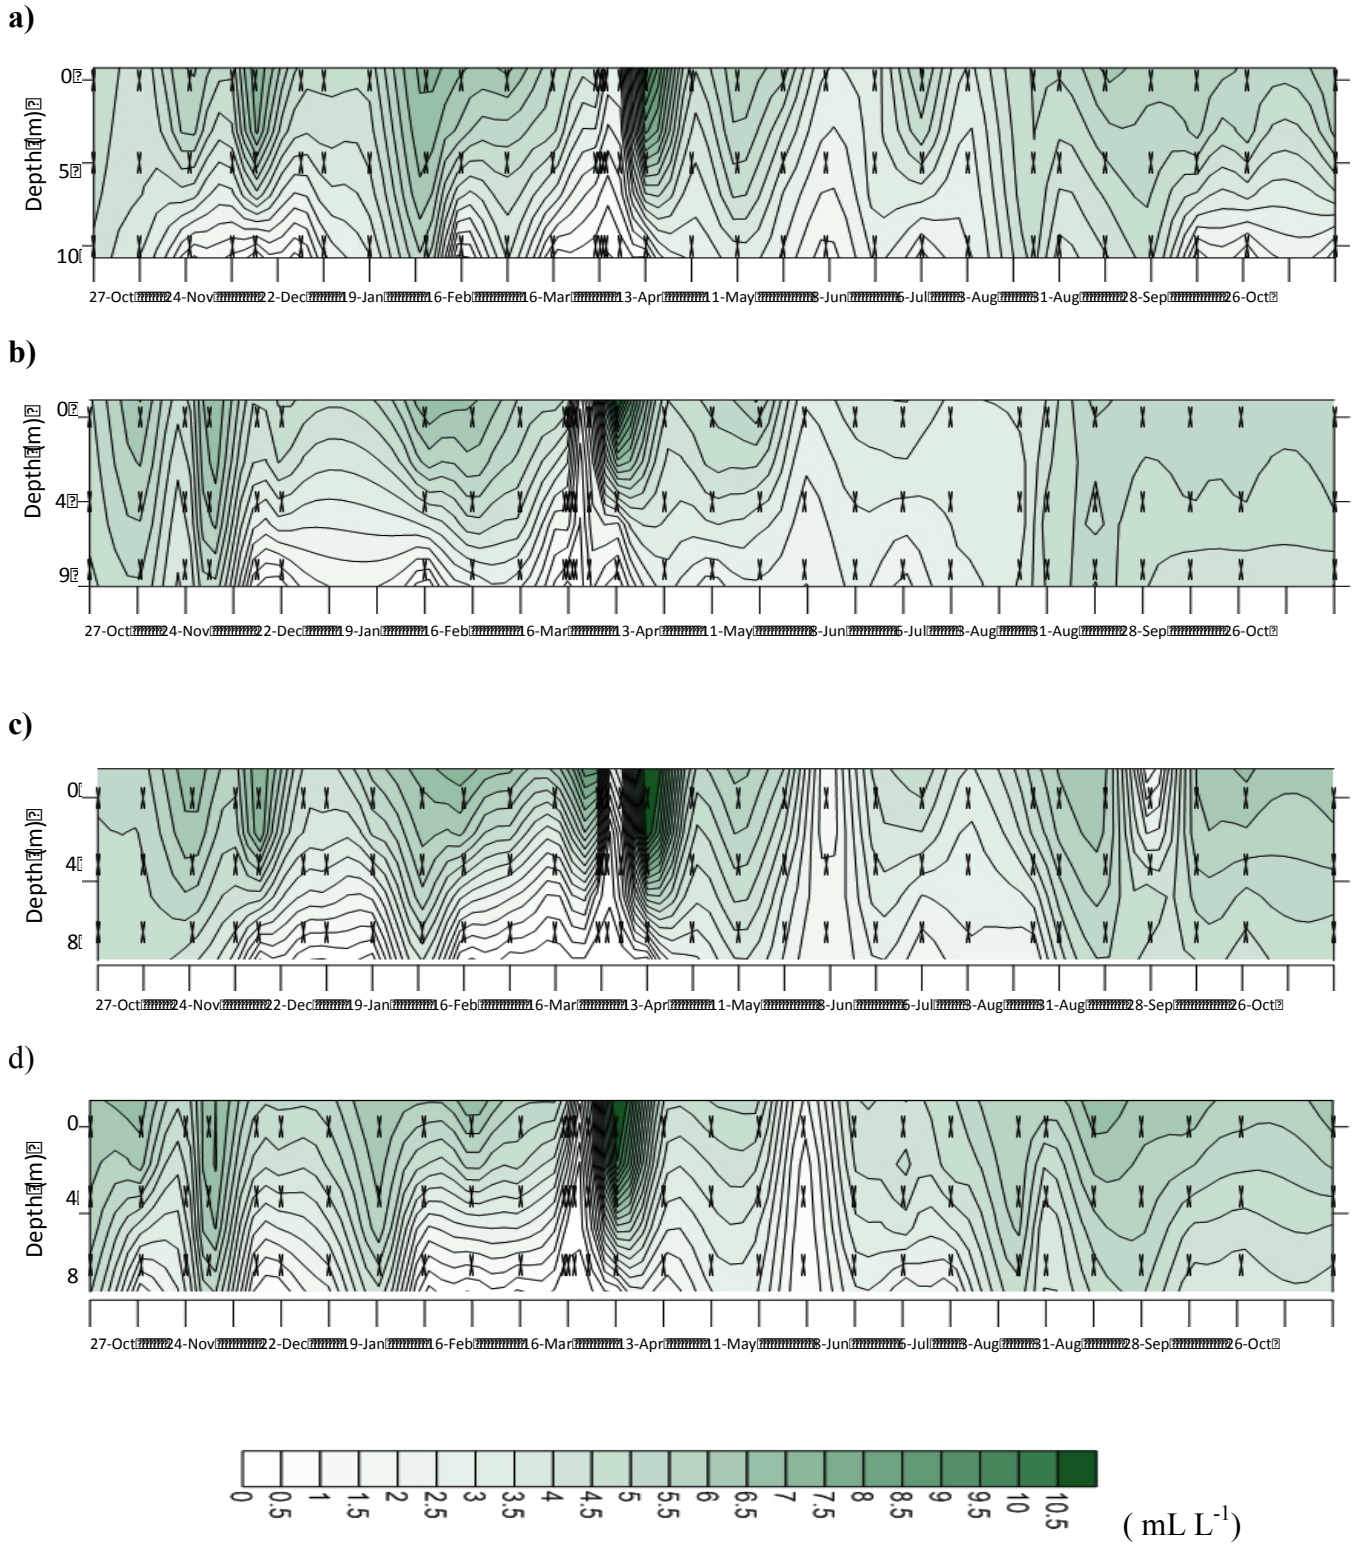 a)
0
5
10
Depth (m)
27-Oct 24-Nov 22-Dec 19-Jan 16-Feb 16-Mar 13-Apr 11-May 8-Jun 6-Jul 3-Aug 31-Aug 28-Sep 26-Oct
b)
0
4
9
Depth (m)
27-Oct 24-Nov 22-Dec 19-Jan 16-Feb 16-Mar 13-Apr 11-May 8-Jun 6-Jul 3-Aug 31-Aug 28-Sep 26-Oct
c)
0
4
8
Depth (m)
27-Oct 24-Nov 22-Dec 19-Jan 16-Feb 16-Mar 13-Apr 11-May 8-Jun 6-Jul 3-Aug 31-Aug 28-Sep 26-Oct
d)
0
4
8
Depth (m)
27-Oct 24-Nov 22-Dec 19-Jan 16-Feb 16-Mar 13-Apr 11-May 8-Jun 6-Jul 3-Aug 31-Aug 28-Sep 26-Oct
0 0.5 1 1.5 2 2.5 3 3.5 4 4.5 5 5.5 6 6.5 7 7.5 8 8.5 9 9.5 10 10.5
( mL L⁻¹)